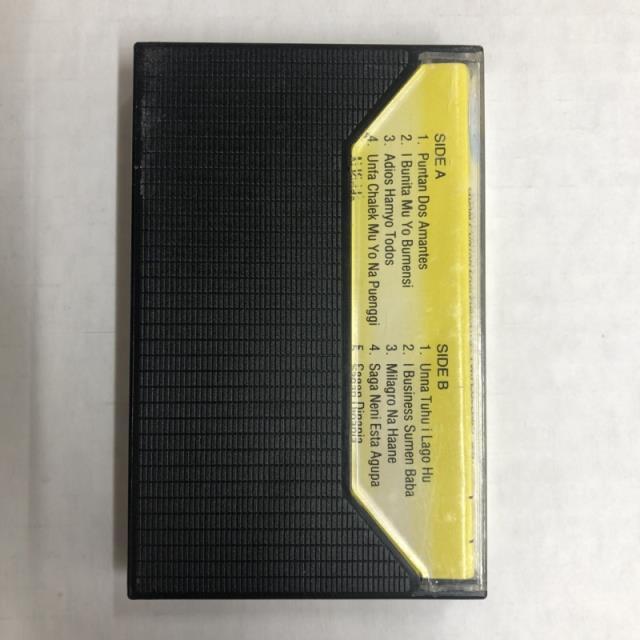 SIDE A
1. Puntan Dos Amantes
2. I Bunita Mu Yo Bumensi
3. Adios Hamyo Todos
4. Unfa Chalek Mu Yo Na Puenggi
SIDE B
1. Unna Tuhu i Lago Hu
2. I Business Sumen Baba
3. Milagro Na Haane
4. Saga Neni Esta Agupa
5.